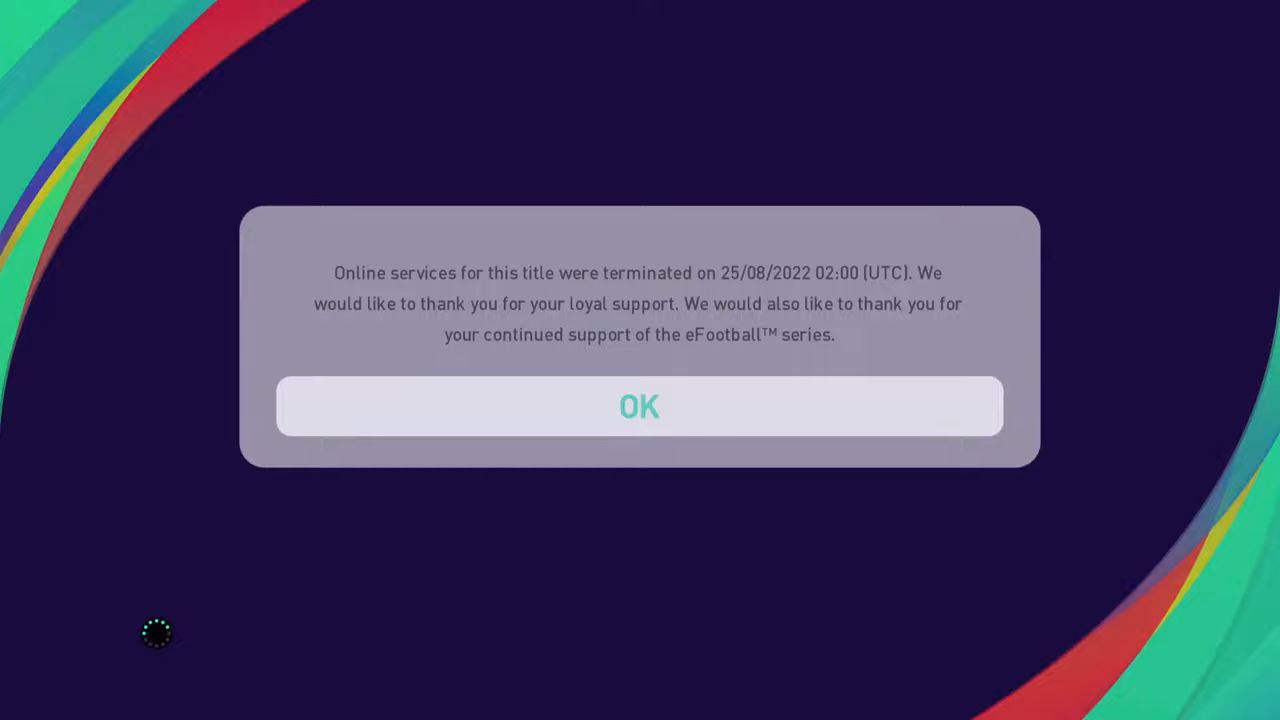 Online services for this title were terminated on 25/08/2022 02:00 (UTC). We
would like to thank you for your loyal support. We would also like to thank you for
your continued support of the eFootball™ series.
OK